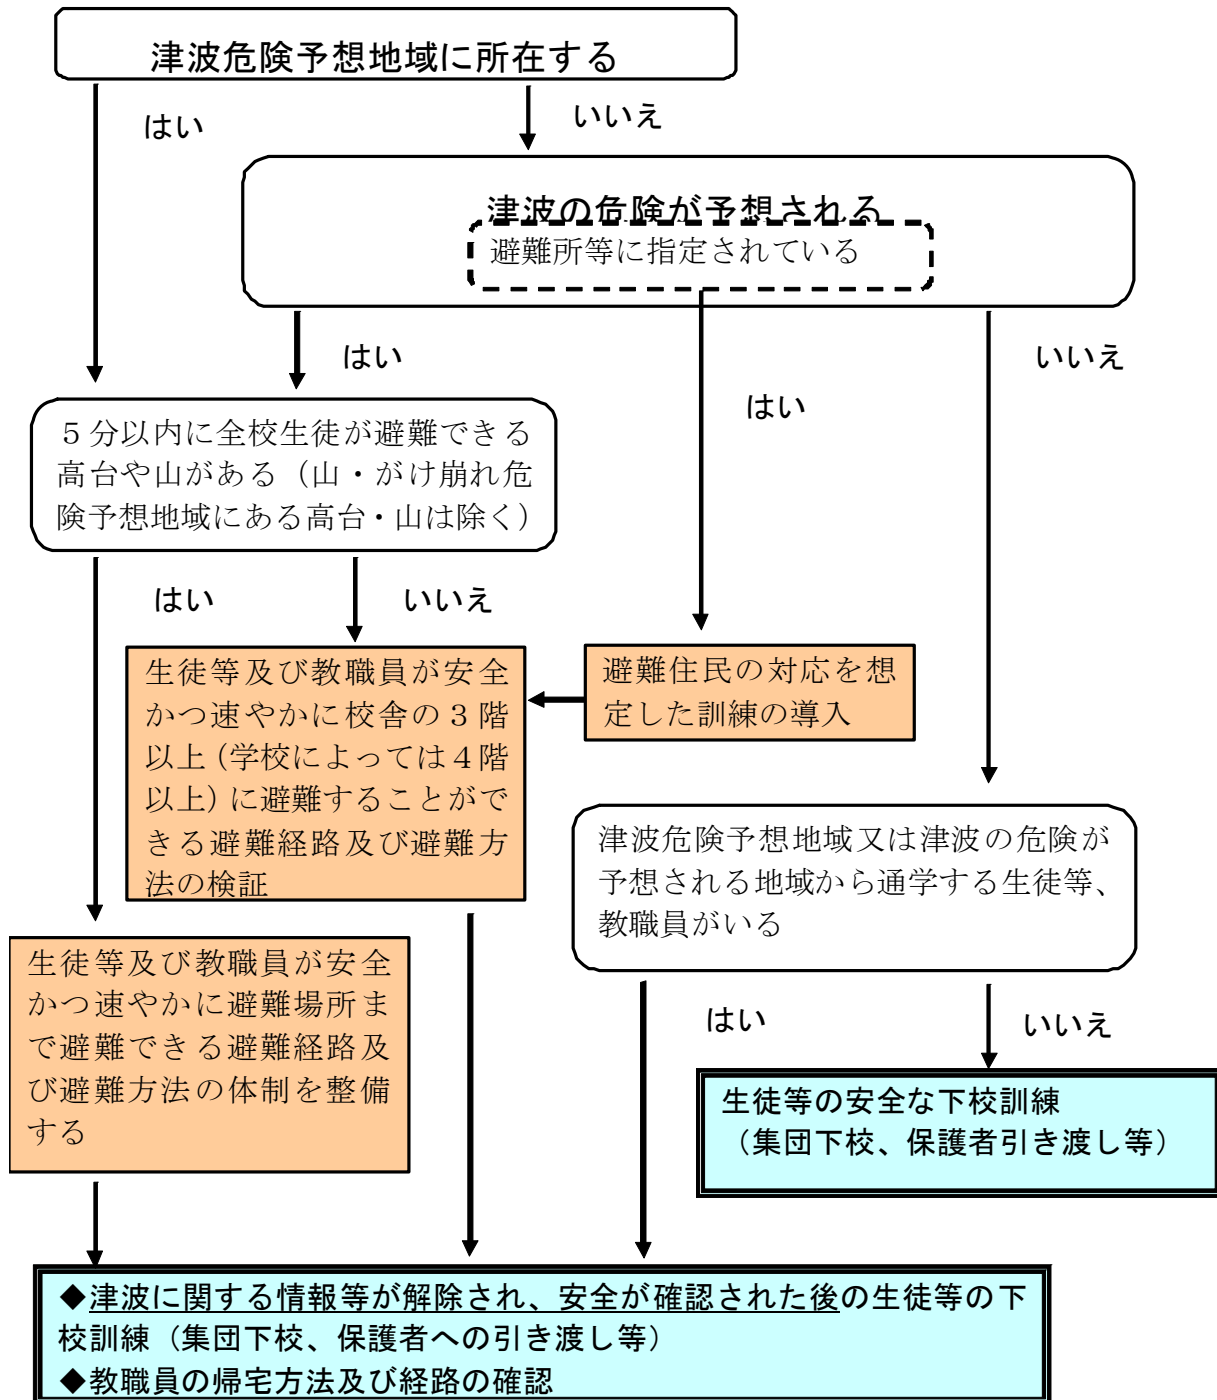 津波危険予想地域に所在する
はい
いいえ
津波の危険が予想される
避難所等に指定されている
はい
はい
いいえ
５分以内に全校生徒が避難できる
高台や山がある（山・がけ崩れ危
険予想地域にある高台・山は除く）
はい
いいえ
生徒等及び教職員が安全
かつ速やかに校舎の３階
以上（学校によっては４階
以上）に避難することがで
きる避難経路及び避難方
法の検証
避難住民の対応を想
定した訓練の導入
津波危険予想地域又は津波の危険が
予想される地域から通学する生徒等、
教職員がいる
生徒等及び教職員が安全
かつ速やかに避難場所ま
で避難できる避難経路及
び避難方法の体制を整備
する
はい
いいえ
生徒等の安全な下校訓練
（集団下校、保護者引き渡し等）
◆津波に関する情報等が解除され、安全が確認された後の生徒等の下
校訓練（集団下校、保護者への引き渡し等）
◆教職員の帰宅方法及び経路の確認